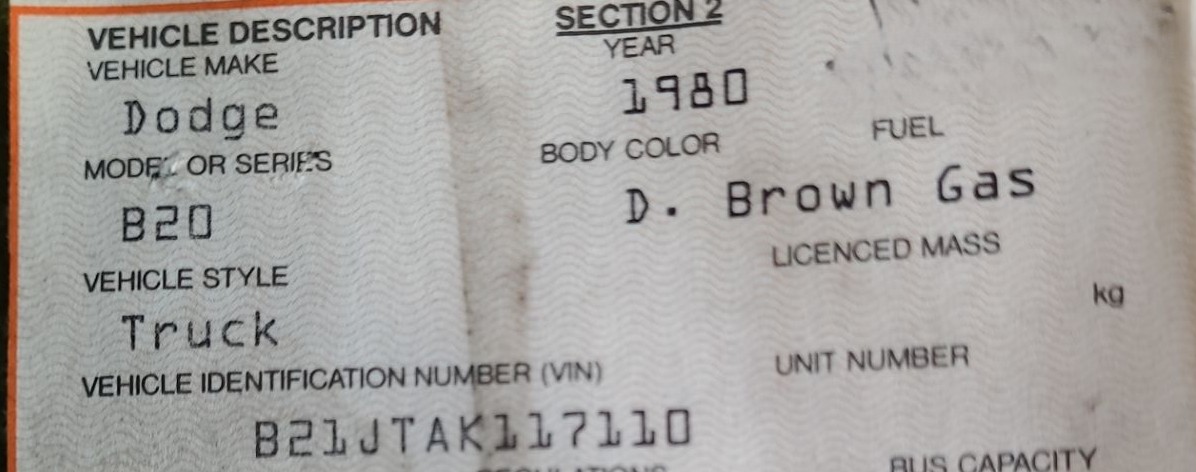 VEHICLE DESCRIPTION SECTION 2
VEHICLE MAKE YEAR
Dodge 1980
MODEL OR SERIES BODY COLOR FUEL
B20 D. Brown Gas
VEHICLE STYLE LICENCED MASS
Truck kg
VEHICLE IDENTIFICATION NUMBER (VIN) UNIT NUMBER
B21JTAK117110
BUS CAPACITY